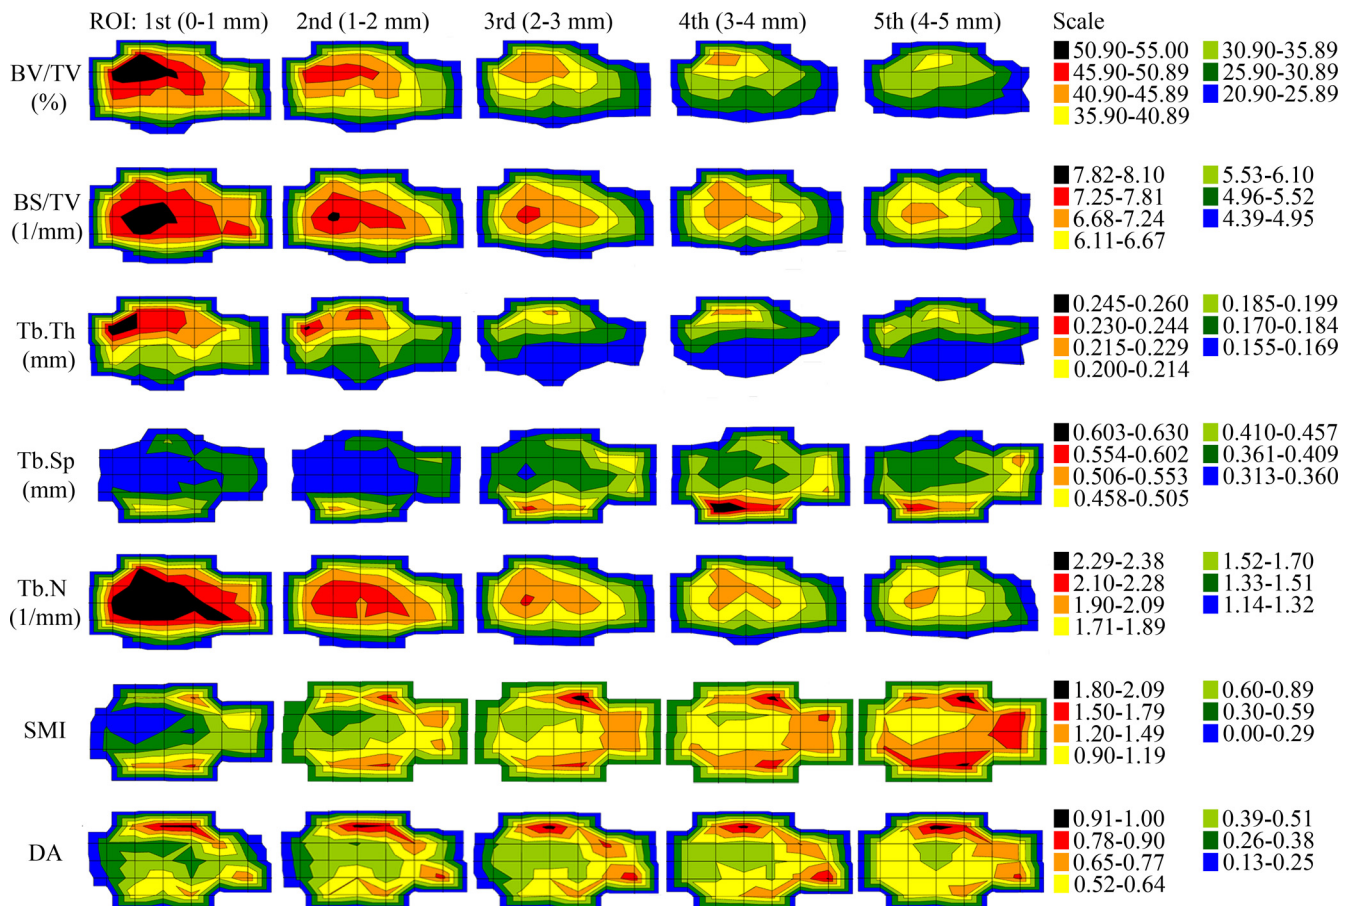 ROI: 1st (0-1 mm) 2nd (1-2 mm) 3rd (2-3 mm) 4th (3-4 mm) 5th (4-5 mm) Scale
BV/TV
(%)
50.90-55.00 30.90-35.89
45.90-50.89 25.90-30.89
40.90-45.89 20.90-25.89
35.90-40.89
BS/TV
(1/mm)
7.82-8.10 5.53-6.10
7.25-7.81 4.96-5.52
6.68-7.24 4.39-4.95
6.11-6.67
Tb.Th
(mm)
0.245-0.260 0.185-0.199
0.230-0.244 0.170-0.184
0.215-0.229 0.155-0.169
0.200-0.214
Tb.Sp
(mm)
0.603-0.630 0.410-0.457
0.554-0.602 0.361-0.409
0.506-0.553 0.313-0.360
0.458-0.505
Tb.N
(1/mm)
2.29-2.38 1.52-1.70
2.10-2.28 1.33-1.51
1.90-2.09 1.14-1.32
1.71-1.89
SMI
1.80-2.09 0.60-0.89
1.50-1.79 0.30-0.59
1.20-1.49 0.00-0.29
0.90-1.19
DA
0.91-1.00 0.39-0.51
0.78-0.90 0.26-0.38
0.65-0.77 0.13-0.25
0.52-0.64